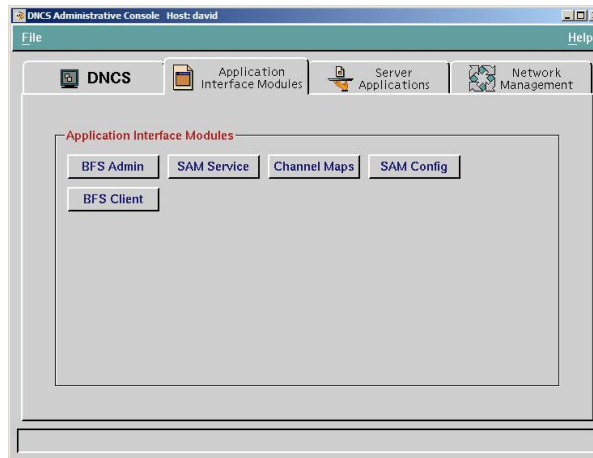 DNCS Administrative Console Host: david
File Help
DNCS
Application
Interface Modules
Server
Applications
Network
Management
Application Interface Modules
BFS Admin SAM Service Channel Maps SAM Config
BFS Client